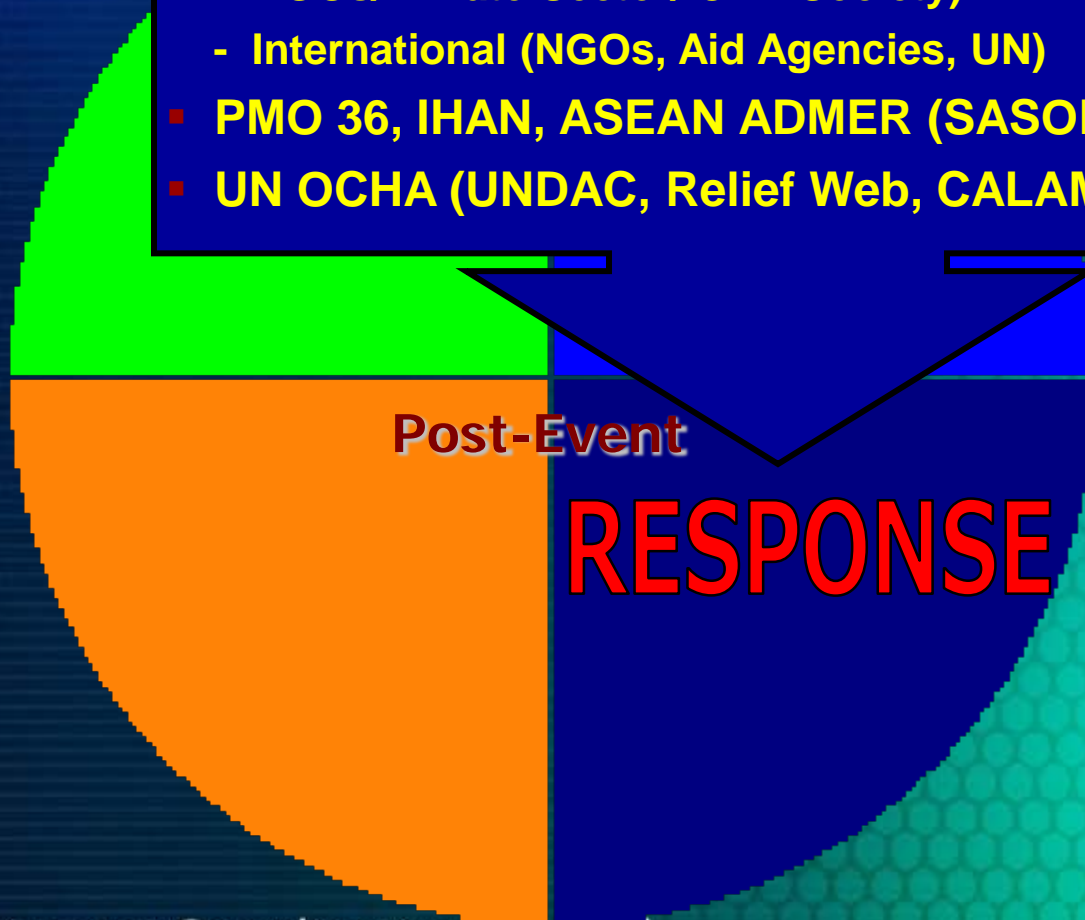 - International (NGOs, Aid Agencies, UN)
PMO 36, IHAN, ASEAN ADMER (
UN OCHA (UNDAC, Relief Web,
Post-Event
RESPONSE